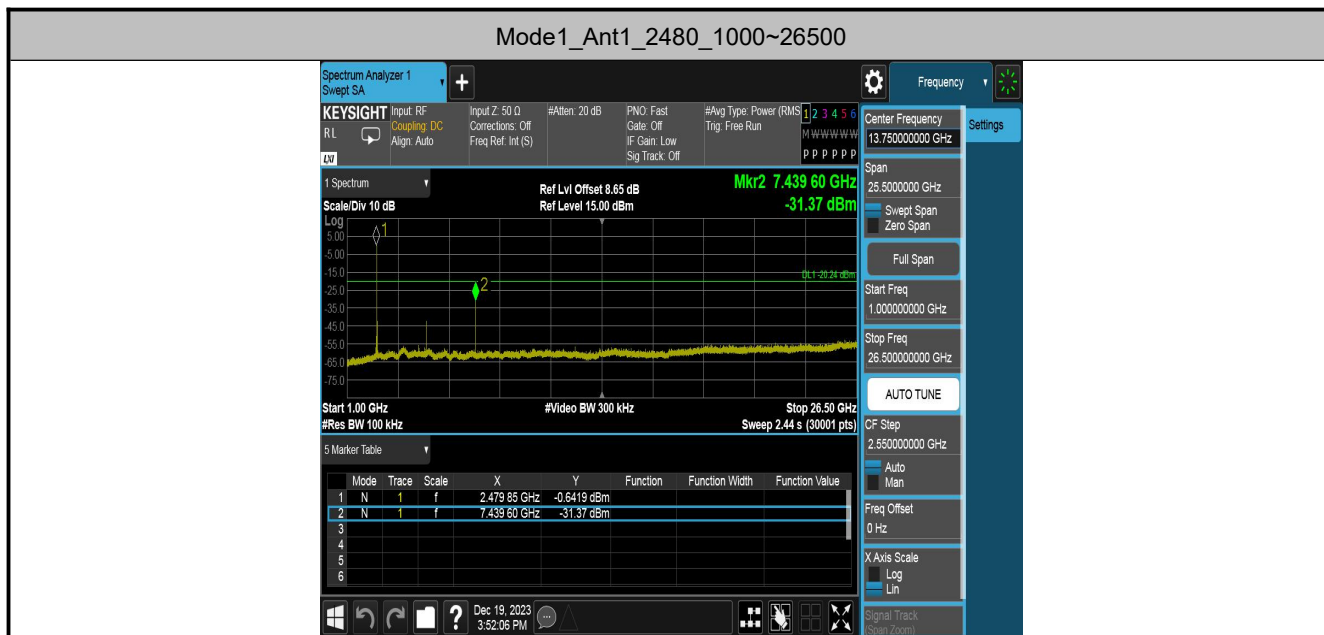 Mode1_Ant1_2480_1000~26500
Spectrum Analyzer 1
Swept SA
+
Frequency
KEYSIGHT
RL
LXI
Input: RF
Coupling: DC
Align: Auto
Input Z: 50 Ω
Corrections: Off
Freq Ref: Int (S)
#Atten: 20 dB
PNO: Fast
Gate: Off
IF Gain: Low
Sig Track: Off
#Avg Type: Power (RMS
Trig: Free Run
1 2 3 4 5 6
M W W W W W
P P P P P P
1 Spectrum
Scale/Div 10 dB
Ref Lvl Offset 8.65 dB
Ref Level 15.00 dBm
Mkr2 7.439 60 GHz
-31.37 dBm
Log
5.00
-5.00
-15.0
-25.0
-35.0
-45.0
-55.0
-65.0
-75.0
1
2
DL1 -20.24 dBm
Start 1.00 GHz
#Res BW 100 kHz
#Video BW 300 kHz
Stop 26.50 GHz
Sweep 2.44 s (30001 pts)
5 Marker Table
Mode Trace Scale X Y Function Function Width Function Value
1 N 1 f 2.479 85 GHz -0.6419 dBm
2 N 1 f 7.439 60 GHz -31.37 dBm
3
4
5
6
?
Dec 19, 2023
3:52:06 PM
Center Frequency
13.750000000 GHz
Settings
Span
25.5000000 GHz
Swept Span
Zero Span
Full Span
Start Freq
1.000000000 GHz
Stop Freq
26.500000000 GHz
AUTO TUNE
CF Step
2.550000000 GHz
Auto
Man
Freq Offset
0 Hz
X Axis Scale
Log
Lin
Signal Track
(Span Zoom)